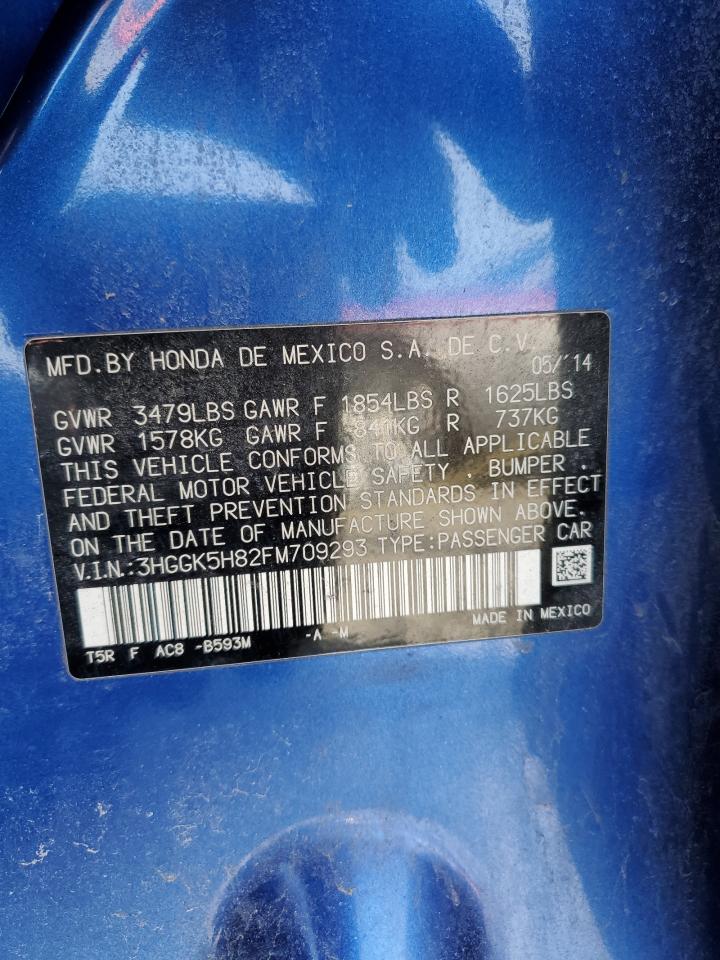 MFD.BY HONDA DE MEXICO S.A. DE C.V.
05/'14
GVWR 3479LBS GAWR F 1854LBS R 1625LBS
GVWR 1578KG GAWR F 841KG R 737KG
THIS VEHICLE CONFORMS TO ALL APPLICABLE
FEDERAL MOTOR VEHICLE SAFETY , BUMPER ,
AND THEFT PREVENTION STANDARDS IN EFFECT
ON THE DATE OF MANUFACTURE SHOWN ABOVE.
V.I.N.:3HGGK5H82FM709293 TYPE:PASSENGER CAR
MADE IN MEXICO
T5R F AC8 -B593M -A -M